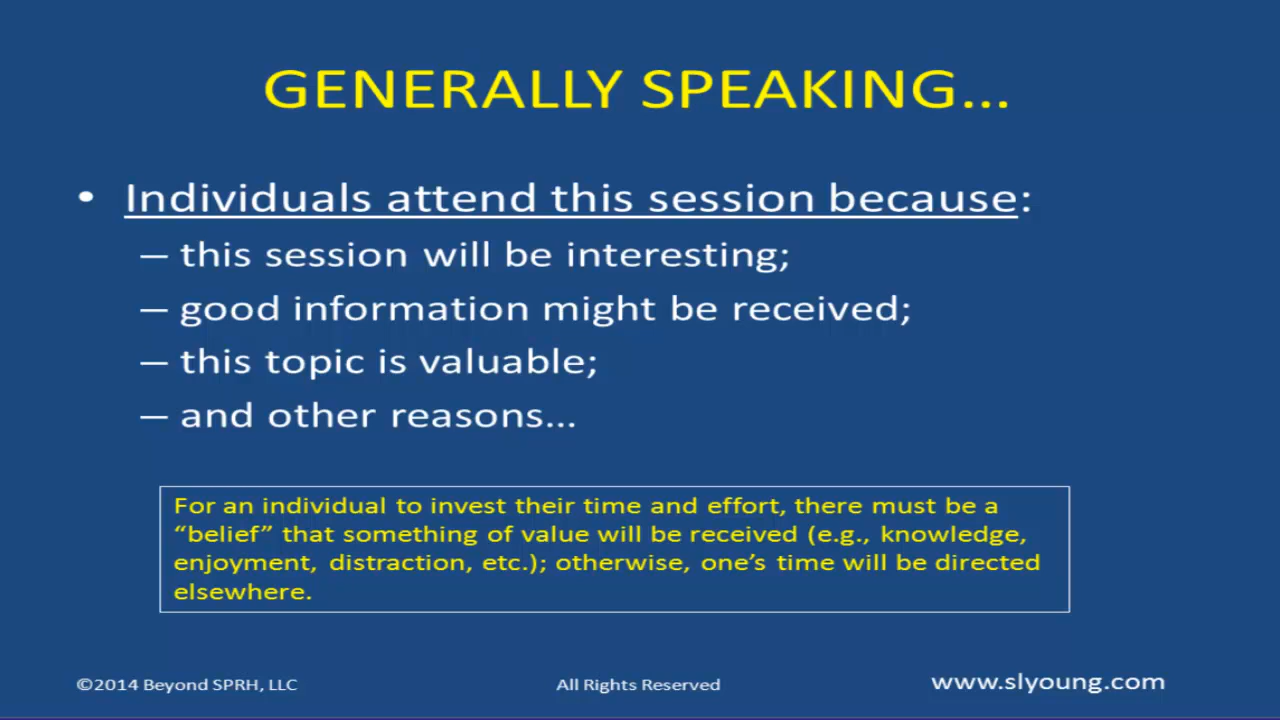 GENERALLY SPEAKING...
• Individuals attend this session because:
– this session will be interesting;
– good information might be received;
– this topic is valuable;
– and other reasons...
For an individual to invest their time and effort, there must be a
“belief” that something of value will be received (e.g., knowledge,
enjoyment, distraction, etc.); otherwise, one’s time will be directed
elsewhere.
©2014 Beyond SPRH, LLC
All Rights Reserved
www.slyoung.com